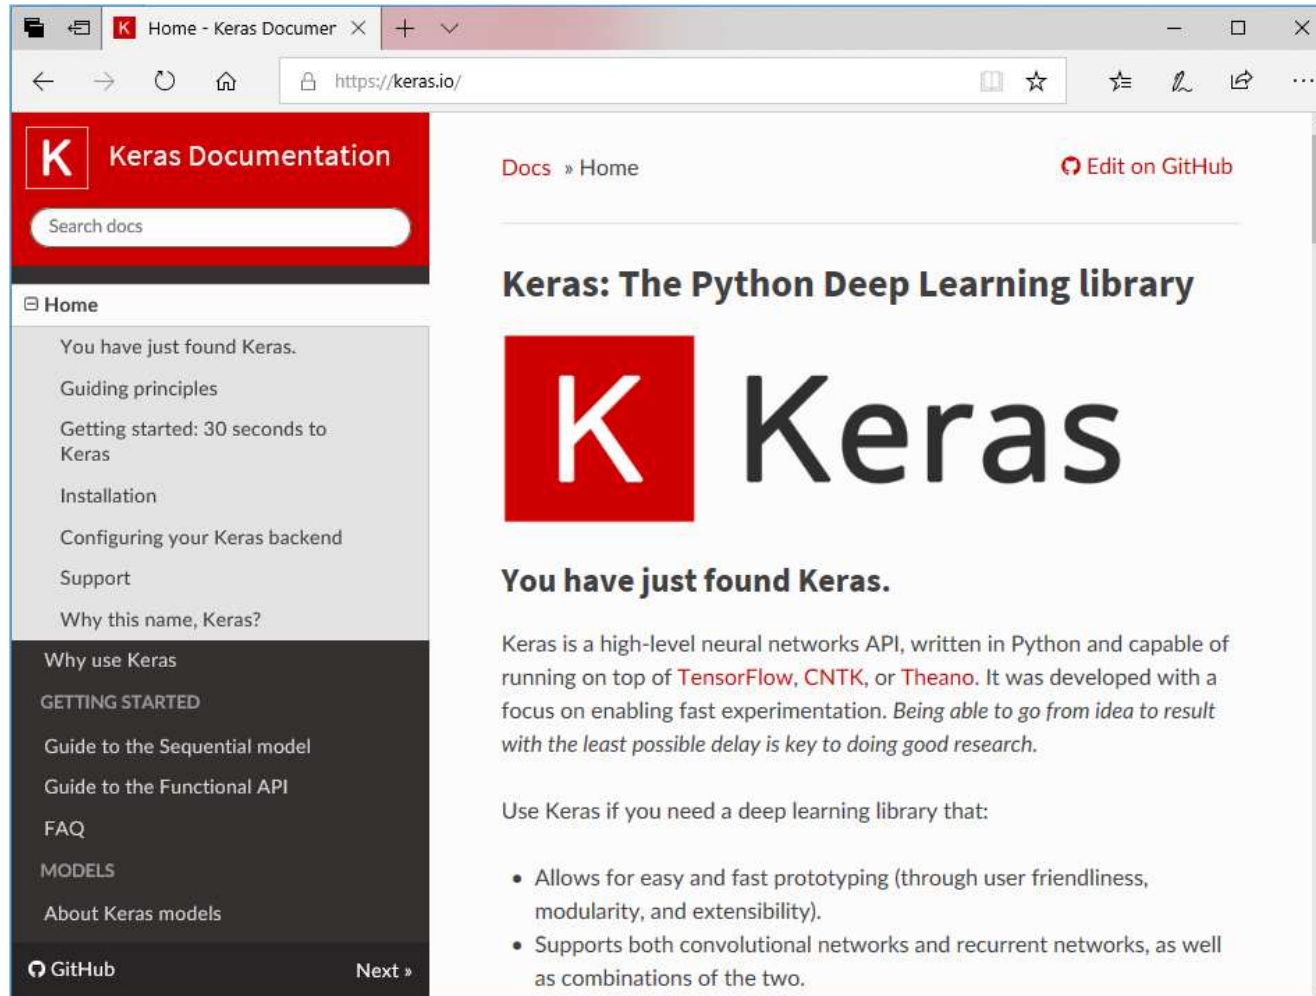 K Home - Keras Documer
https://keras.io/
K Keras Documentation
Search docs
Home
You have just found Keras.
Guiding principles
Getting started: 30 seconds to
Keras
Installation
Configuring your Keras backend
Support
Why this name, Keras?
Why use Keras
GETTING STARTED
Guide to the Sequential model
Guide to the Functional API
FAQ
MODELS
About Keras models
GitHub Next »
Docs » Home Edit on GitHub
Keras: The Python Deep Learning library
K Keras
You have just found Keras.
Keras is a high-level neural networks API, written in Python and capable of
running on top of TensorFlow, CNTK, or Theano. It was developed with a
focus on enabling fast experimentation. Being able to go from idea to result
with the least possible delay is key to doing good research.
Use Keras if you need a deep learning library that:
• Allows for easy and fast prototyping (through user friendliness,
modularity, and extensibility).
• Supports both convolutional networks and recurrent networks, as well
as combinations of the two.